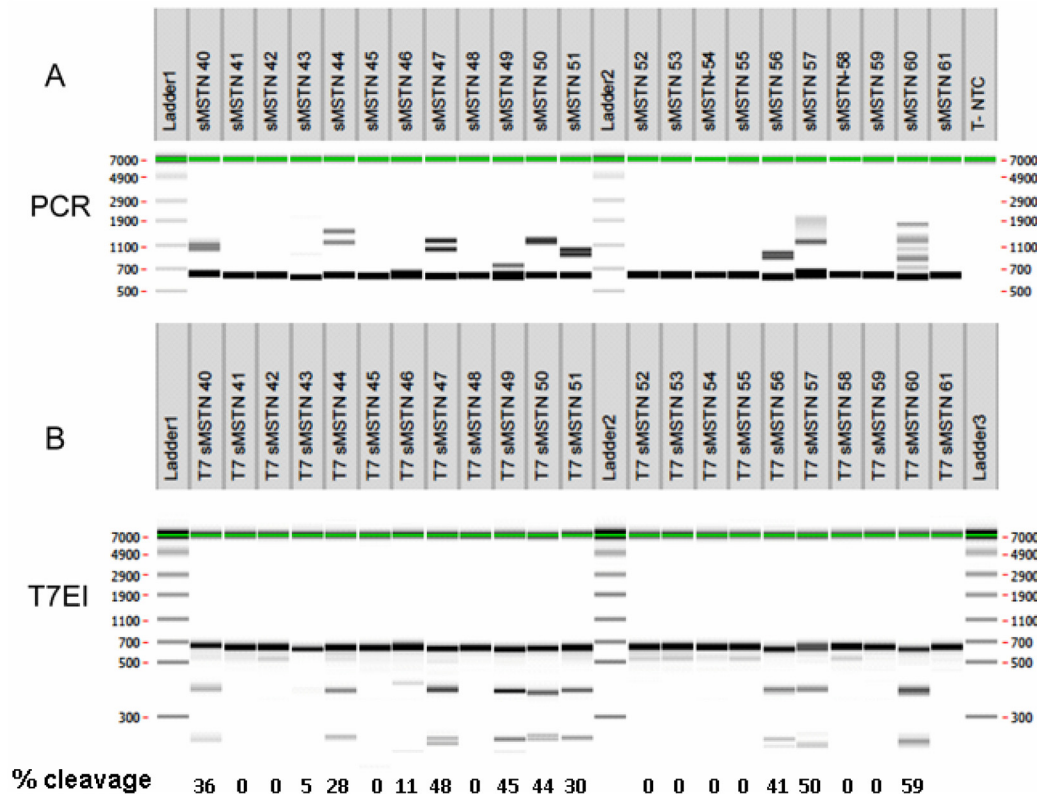 A
Ladder1 sMSTN 40 sMSTN 41 sMSTN 42 sMSTN 43 sMSTN 44 sMSTN 45 sMSTN 46 sMSTN 47 sMSTN 48 sMSTN 49 sMSTN 50 sMSTN 51 Ladder2 sMSTN 52 sMSTN 53 sMSTN-54 sMSTN 55 sMSTN 56 sMSTN 57 sMSTN-58 sMSTN 59 sMSTN 60 sMSTN 61 T- NTC
PCR
7000 7000
4900 4900
2900 2900
1900 1900
1100 1100
700 700
500 500
B
Ladder1 T7 sMSTN 40 T7 sMSTN 41 T7 sMSTN 42 T7 sMSTN 43 T7 sMSTN 44 T7 sMSTN 45 T7 sMSTN 46 T7 sMSTN 47 T7 sMSTN 48 T7 sMSTN 49 T7 sMSTN 50 T7 sMSTN 51 Ladder2 T7 sMSTN 52 T7 sMSTN 53 T7 sMSTN 54 T7 sMSTN 55 T7 sMSTN 56 T7 sMSTN 57 T7 sMSTN 58 T7 sMSTN 59 T7 sMSTN 60 T7 sMSTN 61 Ladder3
T7EI
7000 7000
4900 4900
2900 2900
1900 1900
1100 1100
700 700
500 500
300 300
% cleavage 36 0 0 5 28 0 11 48 0 45 44 30 0 0 0 0 41 50 0 0 59